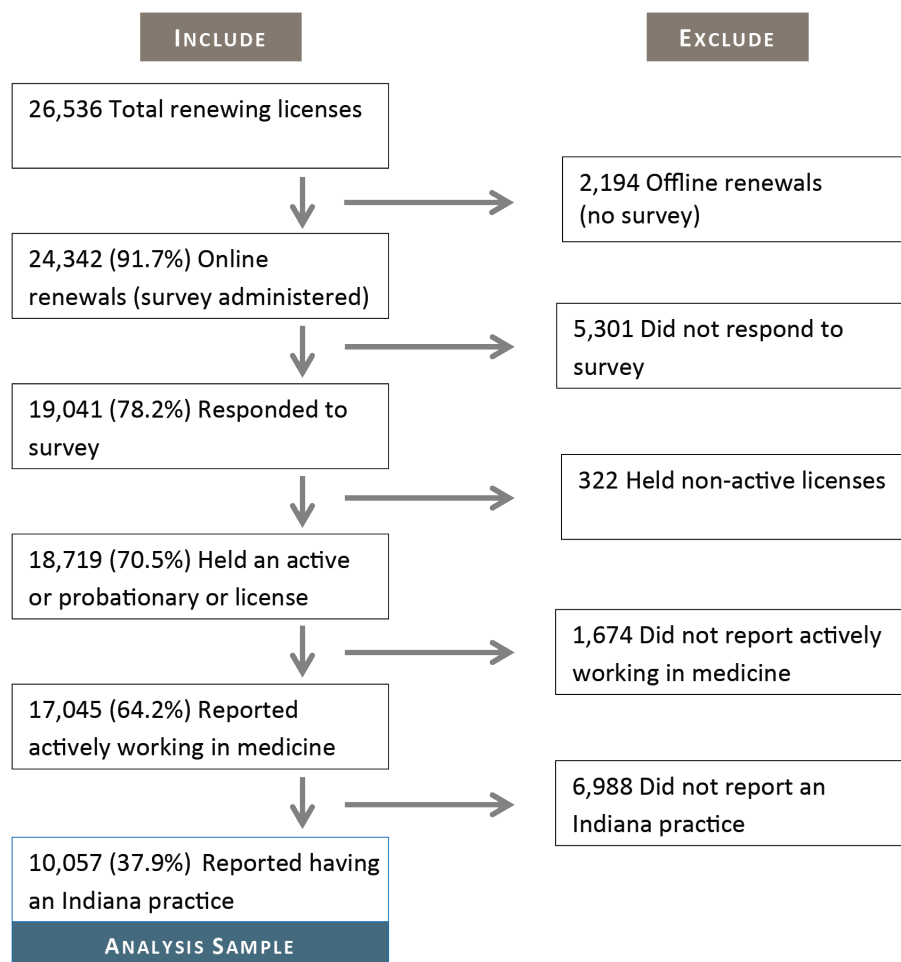 INCLUDE
EXCLUDE
26,536 Total renewing licenses
2,194 Offline renewals
(no survey)
24,342 (91.7%) Online
renewals (survey administered)
5,301 Did not respond to
survey
19,041 (78.2%) Responded to
survey
322 Held non-active licenses
18,719 (70.5%) Held an active
or probationary or license
1,674 Did not report actively
working in medicine
17,045 (64.2%) Reported
actively working in medicine
6,988 Did not report an
Indiana practice
10,057 (37.9%) Reported having
an Indiana practice
ANALYSIS SAMPLE